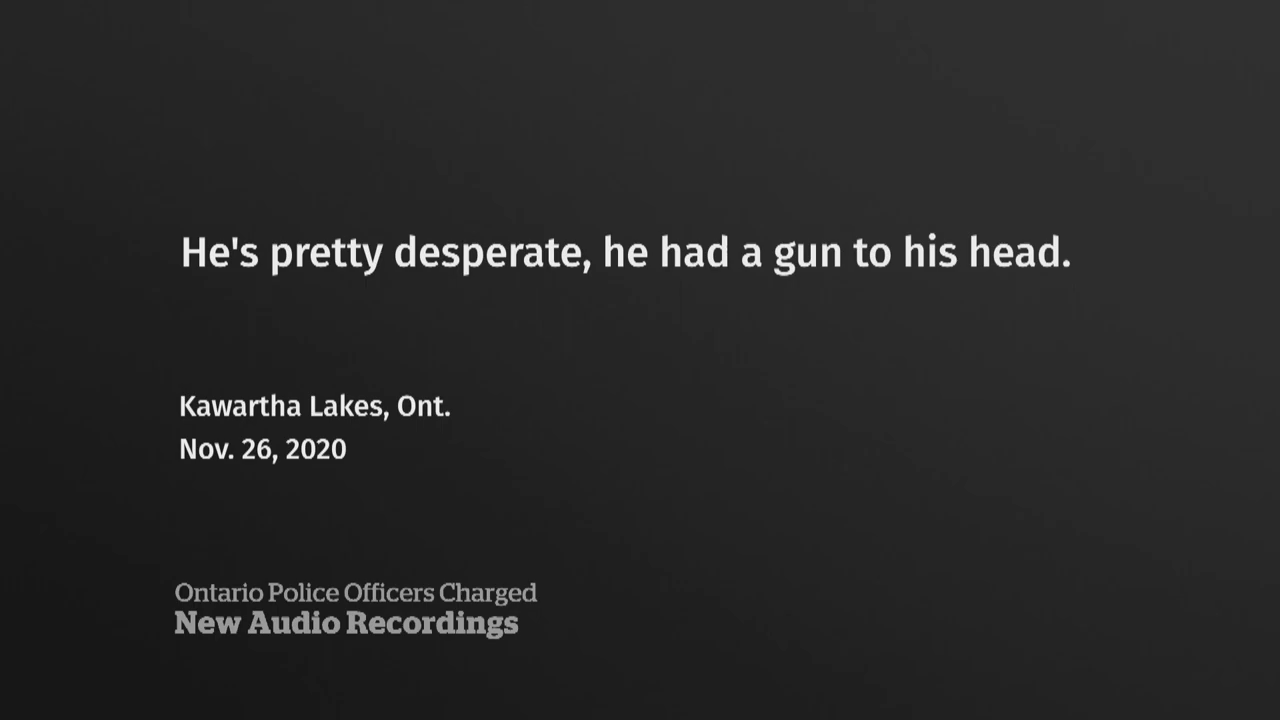 He's pretty desperate, he had a gun to his head.
Kawartha Lakes, Ont.
Nov. 26, 2020
Ontario Police Officers Charged
New Audio Recordings